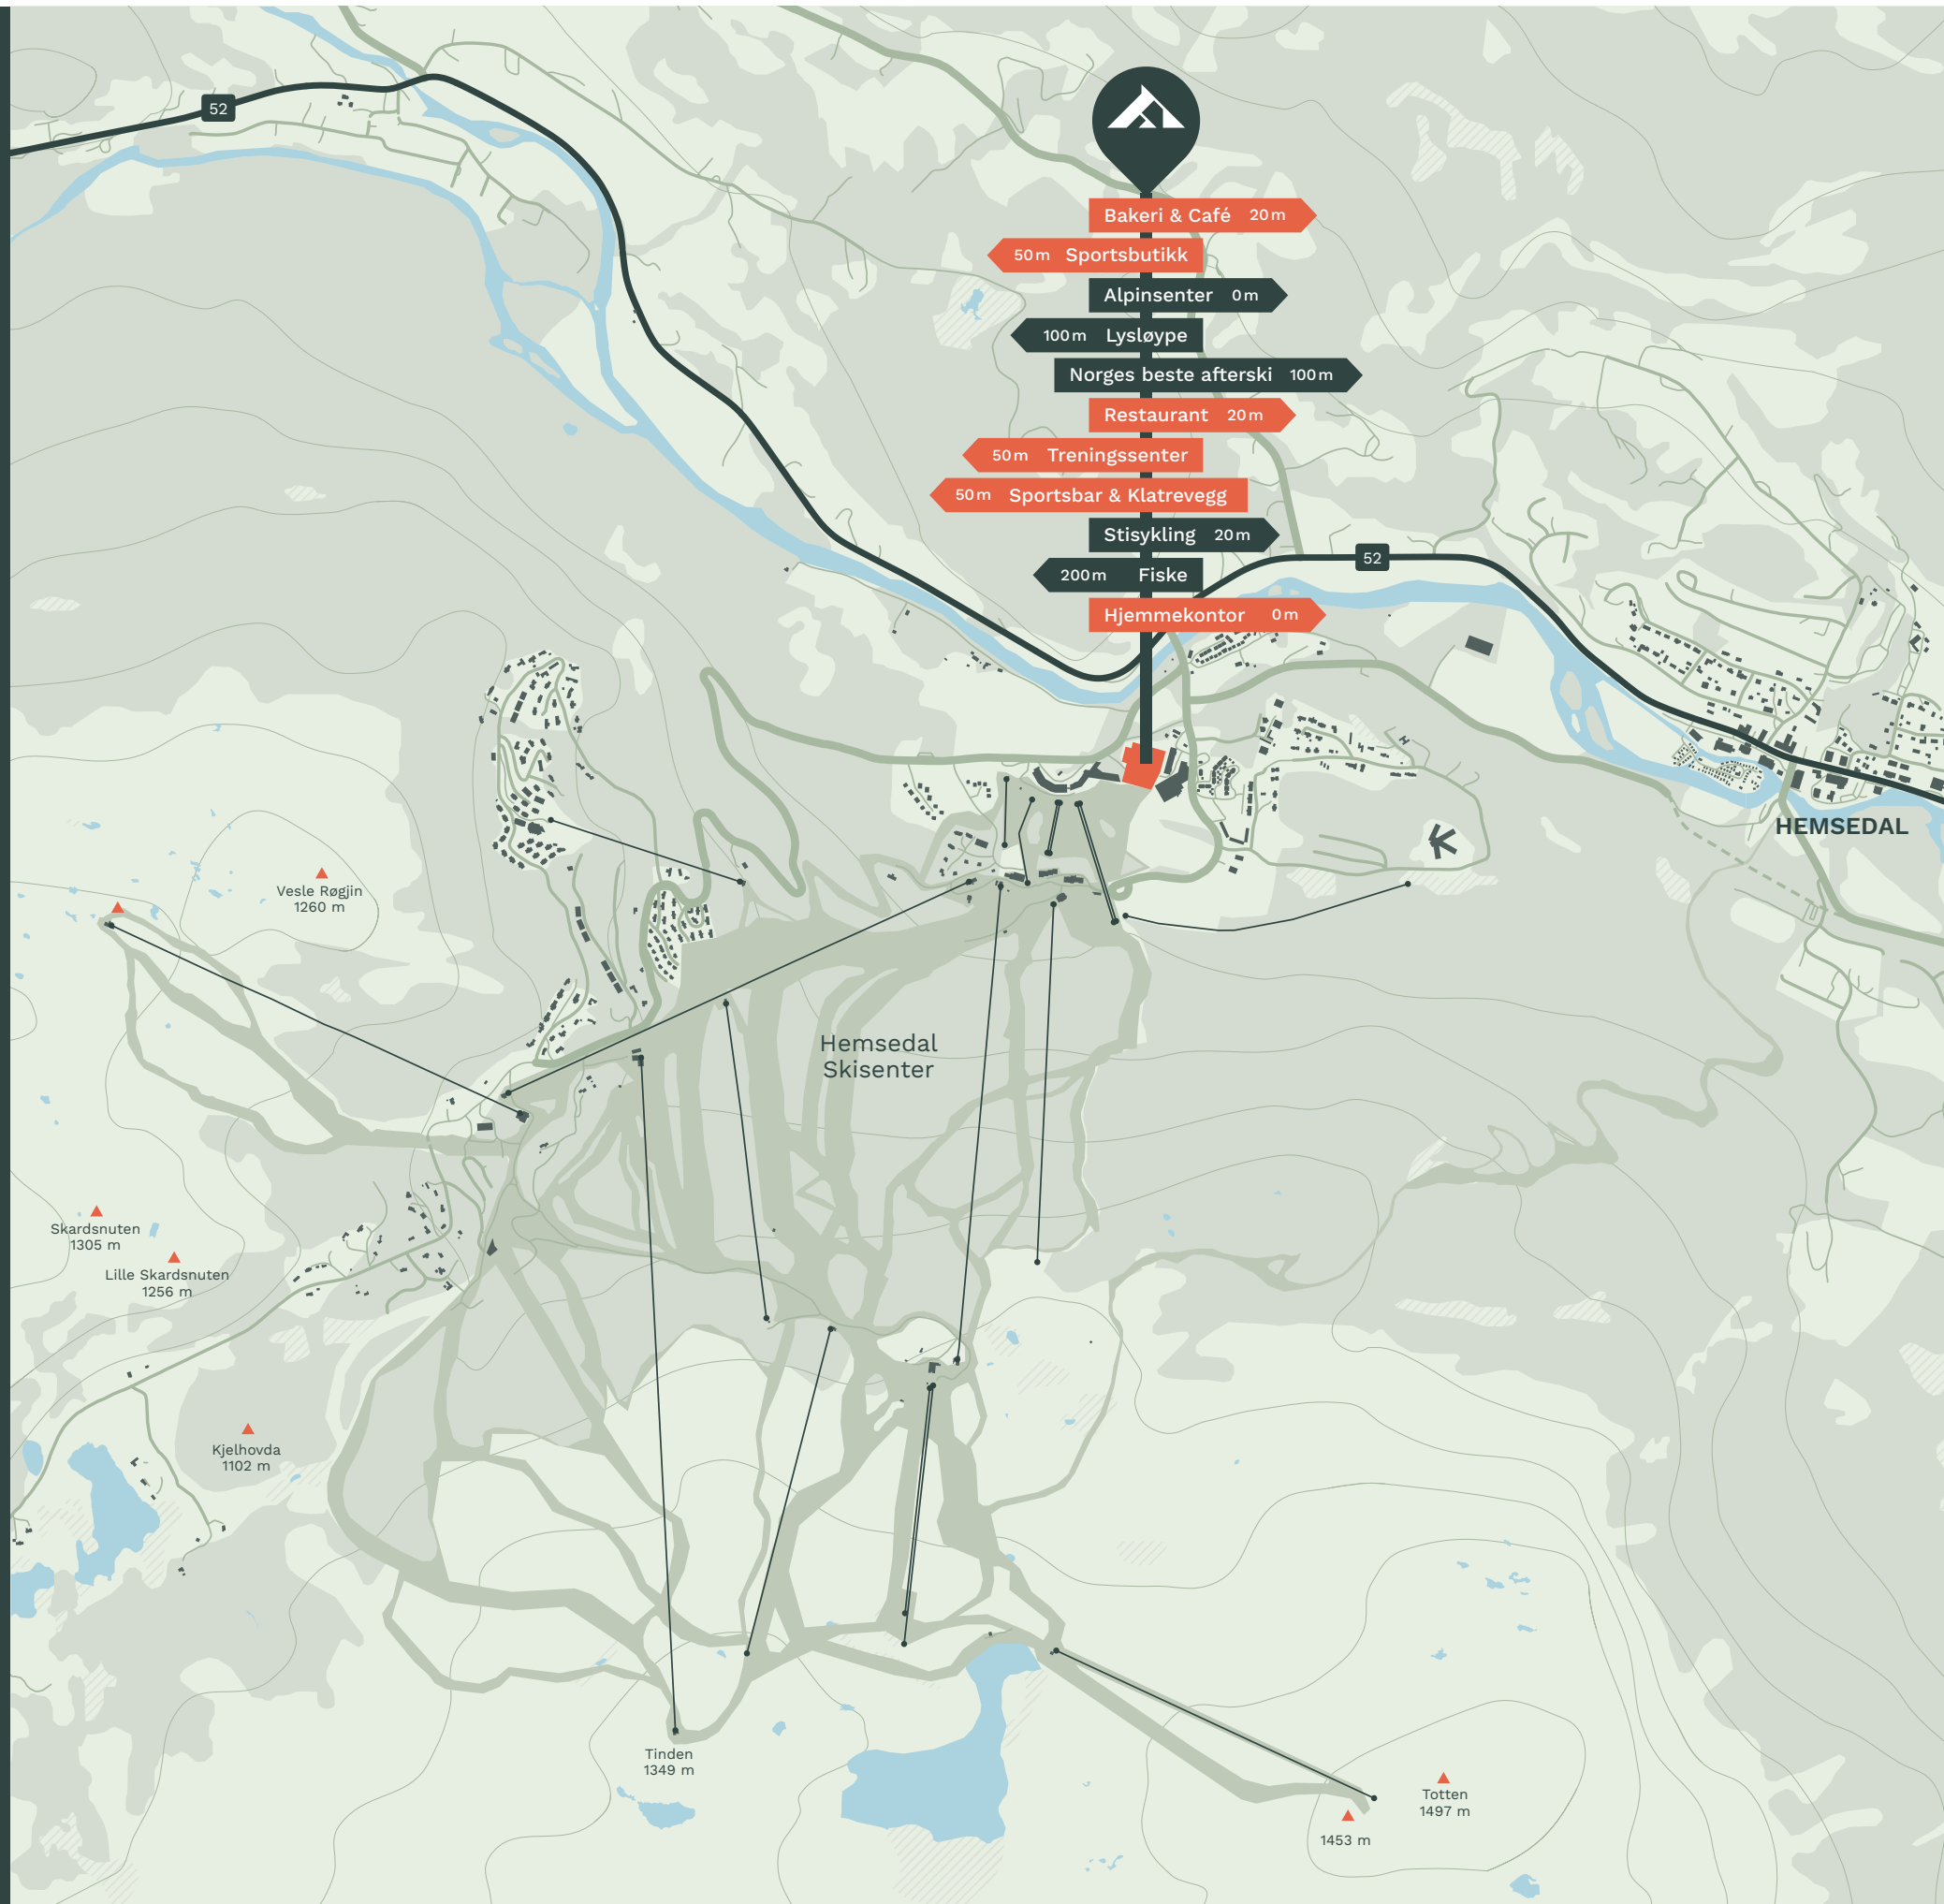 52
Bakeri & Café 20 m
50 m Sportsbutikk
Alpinsenter 0 m
100 m Lysløype
Norges beste afterski 100 m
Restaurant 20 m
50 m Treningssenter
50 m Sportsbar & Klatrevegg
Stisykling 20 m
52
200 m Fiske
Hjemmekontor 0 m
HEMSEDAL
Vesle Røgjin
1260 m
Hemsedal
Skisenter
Skardsnuten
1305 m
Lille Skardsnuten
1256 m
Kjelhovda
1102 m
Tinden
1349 m
Totten
1497 m
1453 m